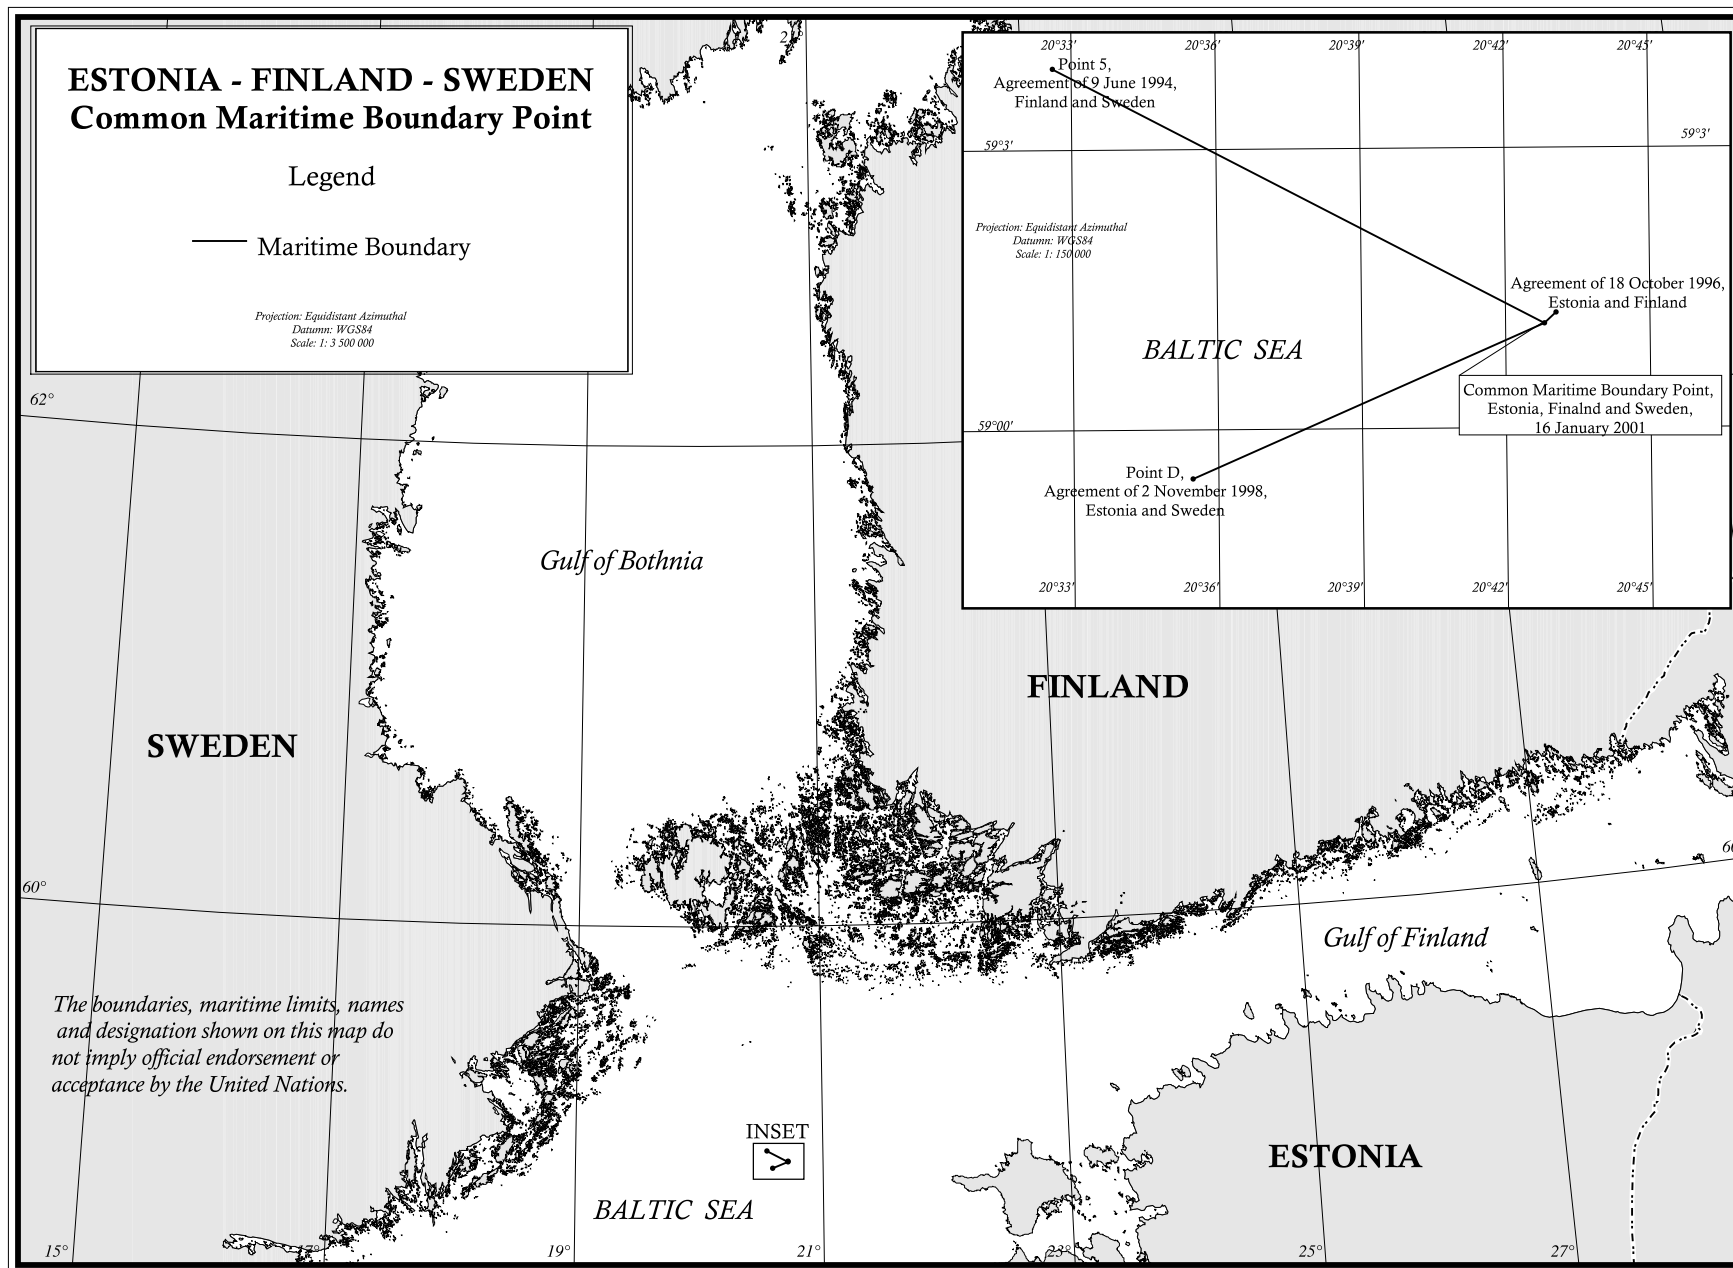 ESTONIA - FINLAND - SWEDEN
Common Maritime Boundary Point
Legend
Maritime Boundary
Projection: Equidistant Azimuthal
Datumn: WGS84
Scale: 1: 3 500 000
20°33'
20°36'
20°39'
20°42'
20°45'
Point 5,
Agreement of 9 June 1994,
Finland and Sweden
59°3'
59°3'
Projection: Equidistant Azimuthal
Datumn: WGS84
Scale: 1: 150 000
Agreement of 18 October 1996,
Estonia and Finland
BALTIC SEA
Common Maritime Boundary Point,
Estonia, Finalnd and Sweden,
16 January 2001
59°00'
Point D,
Agreement of 2 November 1998,
Estonia and Sweden
20°33'
20°36'
20°39'
20°42'
20°45'
62°
Gulf of Bothnia
FINLAND
SWEDEN
60°
Gulf of Finland
The boundaries, maritime limits, names
and designation shown on this map do
not imply official endorsement or
acceptance by the United Nations.
INSET
ESTONIA
BALTIC SEA
15°
17°
19°
21°
23°
25°
27°